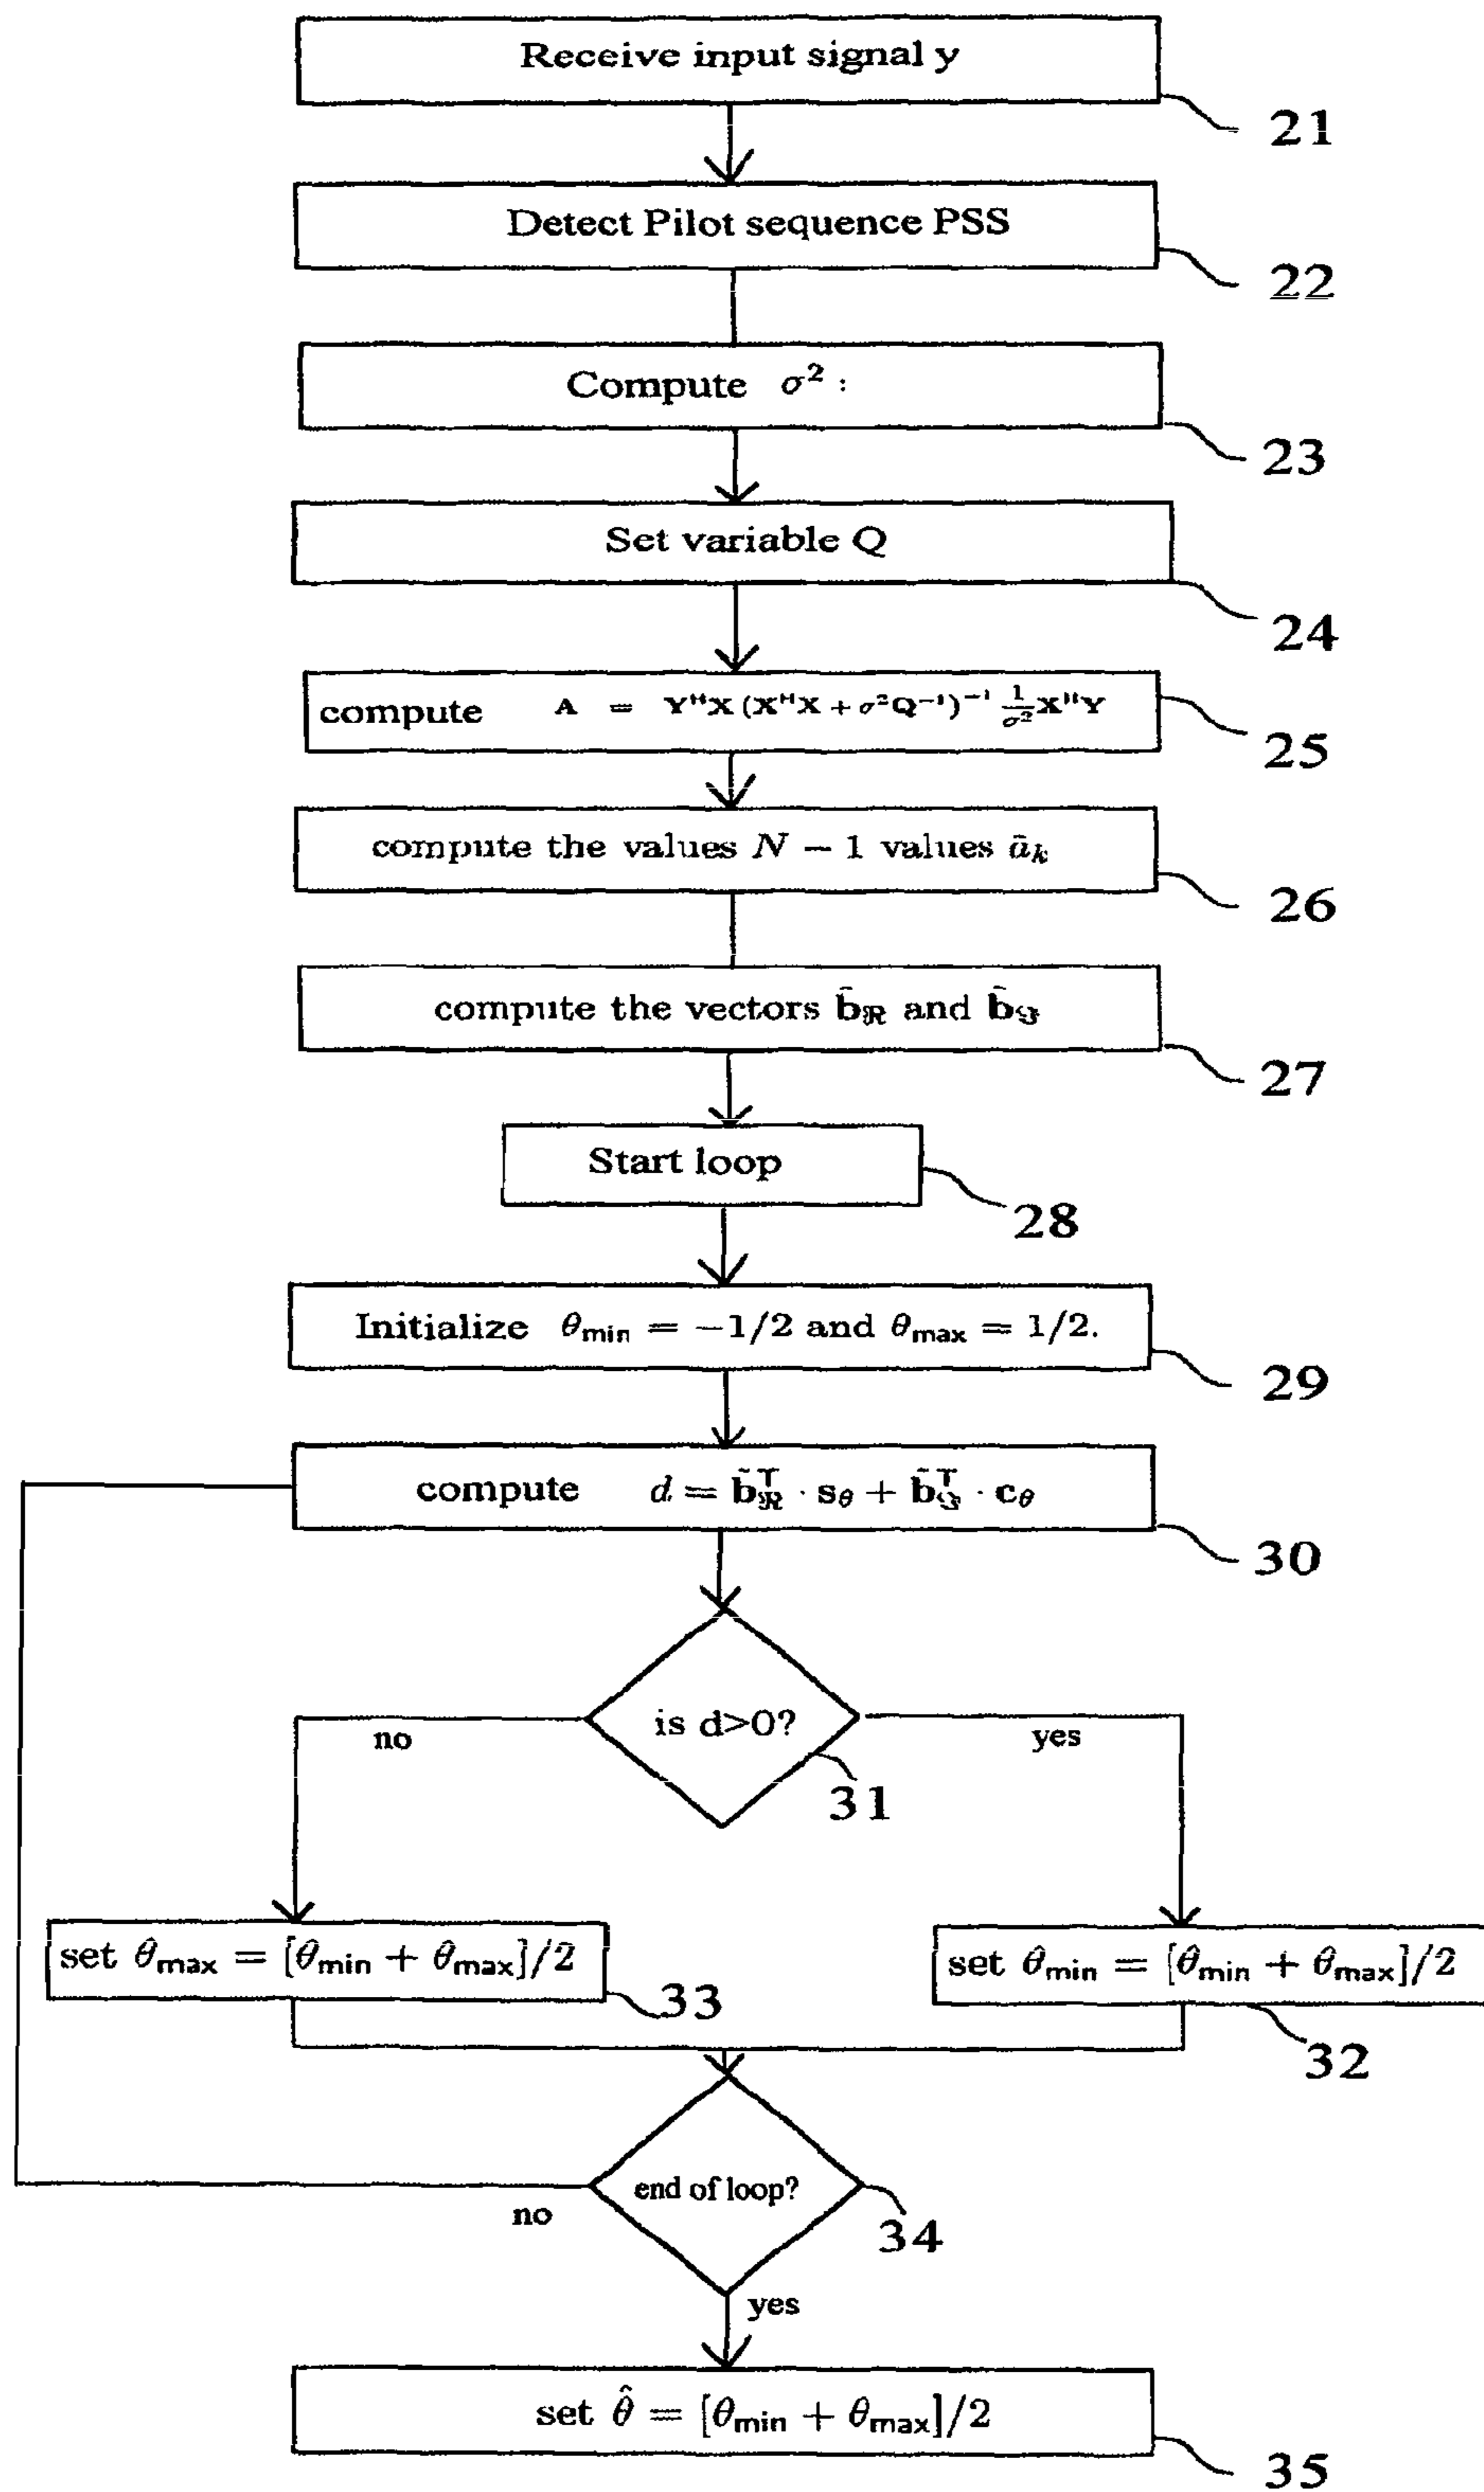 Receive input signal y
21
Detect Pilot sequence PSS
22
Compute σ² :
23
Set variable Q
24
compute A = YᴴX (XᴴX + σ²Q⁻¹)⁻¹ 1/σ² XᴴY
25
compute the values N − 1 values ā_k
26
compute the vectors b̃_ℜ and b̃_ℑ
27
Start loop
28
Initialize θ_min = −1/2 and θ_max = 1/2.
29
compute d = b̃_ℜ^T · s_θ + b̃_ℑ^T · c_θ
30
is d>0?
no
yes
31
set θ_max = [θ_min + θ_max]/2
33
set θ_min = [θ_min + θ_max]/2
32
end of loop?
no
34
yes
set θ̂ = [θ_min + θ_max]/2
35